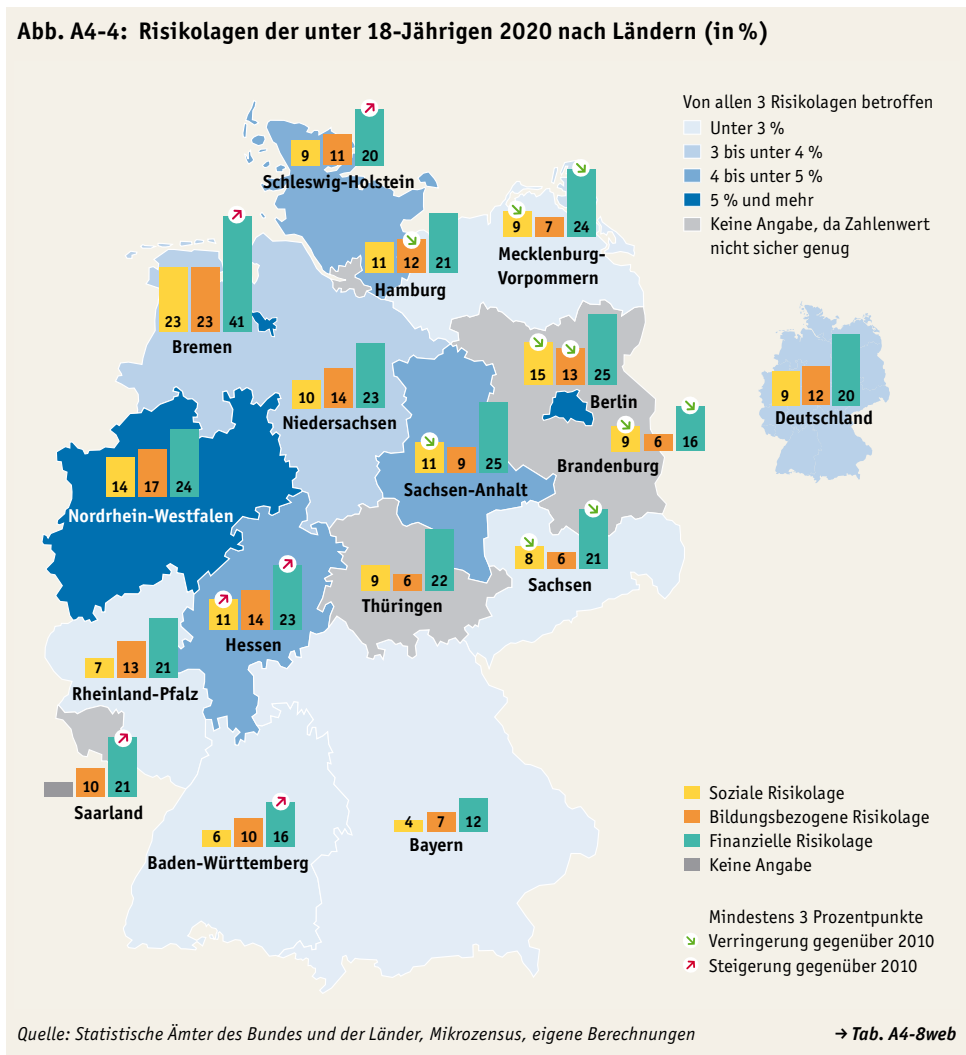 Abb. A4-4: Risikolagen der unter 18-Jährigen 2020 nach Ländern (in %)
Von allen 3 Risikolagen betroffen
Unter 3 %
3 bis unter 4 %
4 bis unter 5 %
5 % und mehr
Keine Angabe, da Zahlenwert
nicht sicher genug
9 11 20
Schleswig-Holstein
9 7 24
Mecklenburg-
Vorpommern
11 12 21
Hamburg
23 23 41
Bremen
15 13 25
Berlin
10 14 23
Niedersachsen
9 12 20
Deutschland
9 6 16
Brandenburg
11 9 25
Sachsen-Anhalt
14 17 24
Nordrhein-Westfalen
8 6 21
Sachsen
9 6 22
Thüringen
11 14 23
Hessen
7 13 21
Rheinland-Pfalz
10 21
Saarland
6 10 16
Baden-Württemberg
4 7 12
Bayern
Soziale Risikolage
Bildungsbezogene Risikolage
Finanzielle Risikolage
Keine Angabe
Mindestens 3 Prozentpunkte
Verringerung gegenüber 2010
Steigerung gegenüber 2010
Quelle: Statistische Ämter des Bundes und der Länder, Mikrozensus, eigene Berechnungen
→ Tab. A4-8web